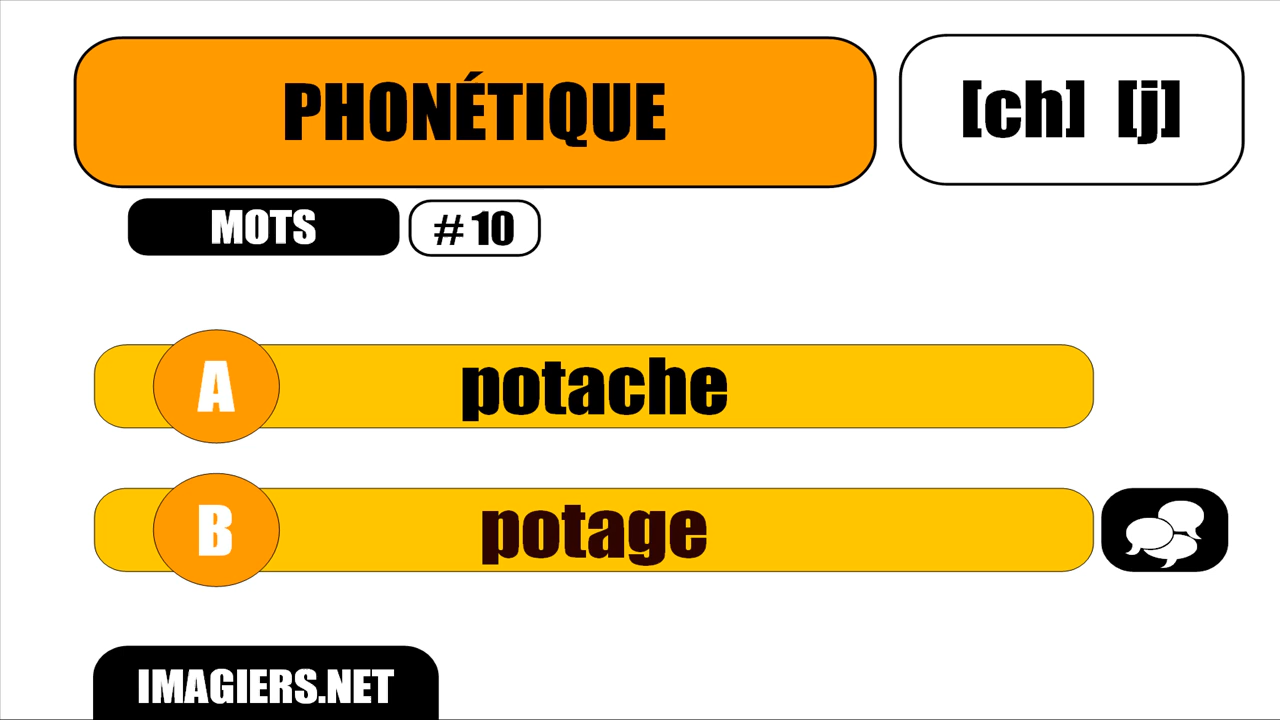 PHONÉTIQUE
[ch] [j]
MOTS
# 10
A
potache
B
potage
IMAGIERS.NET